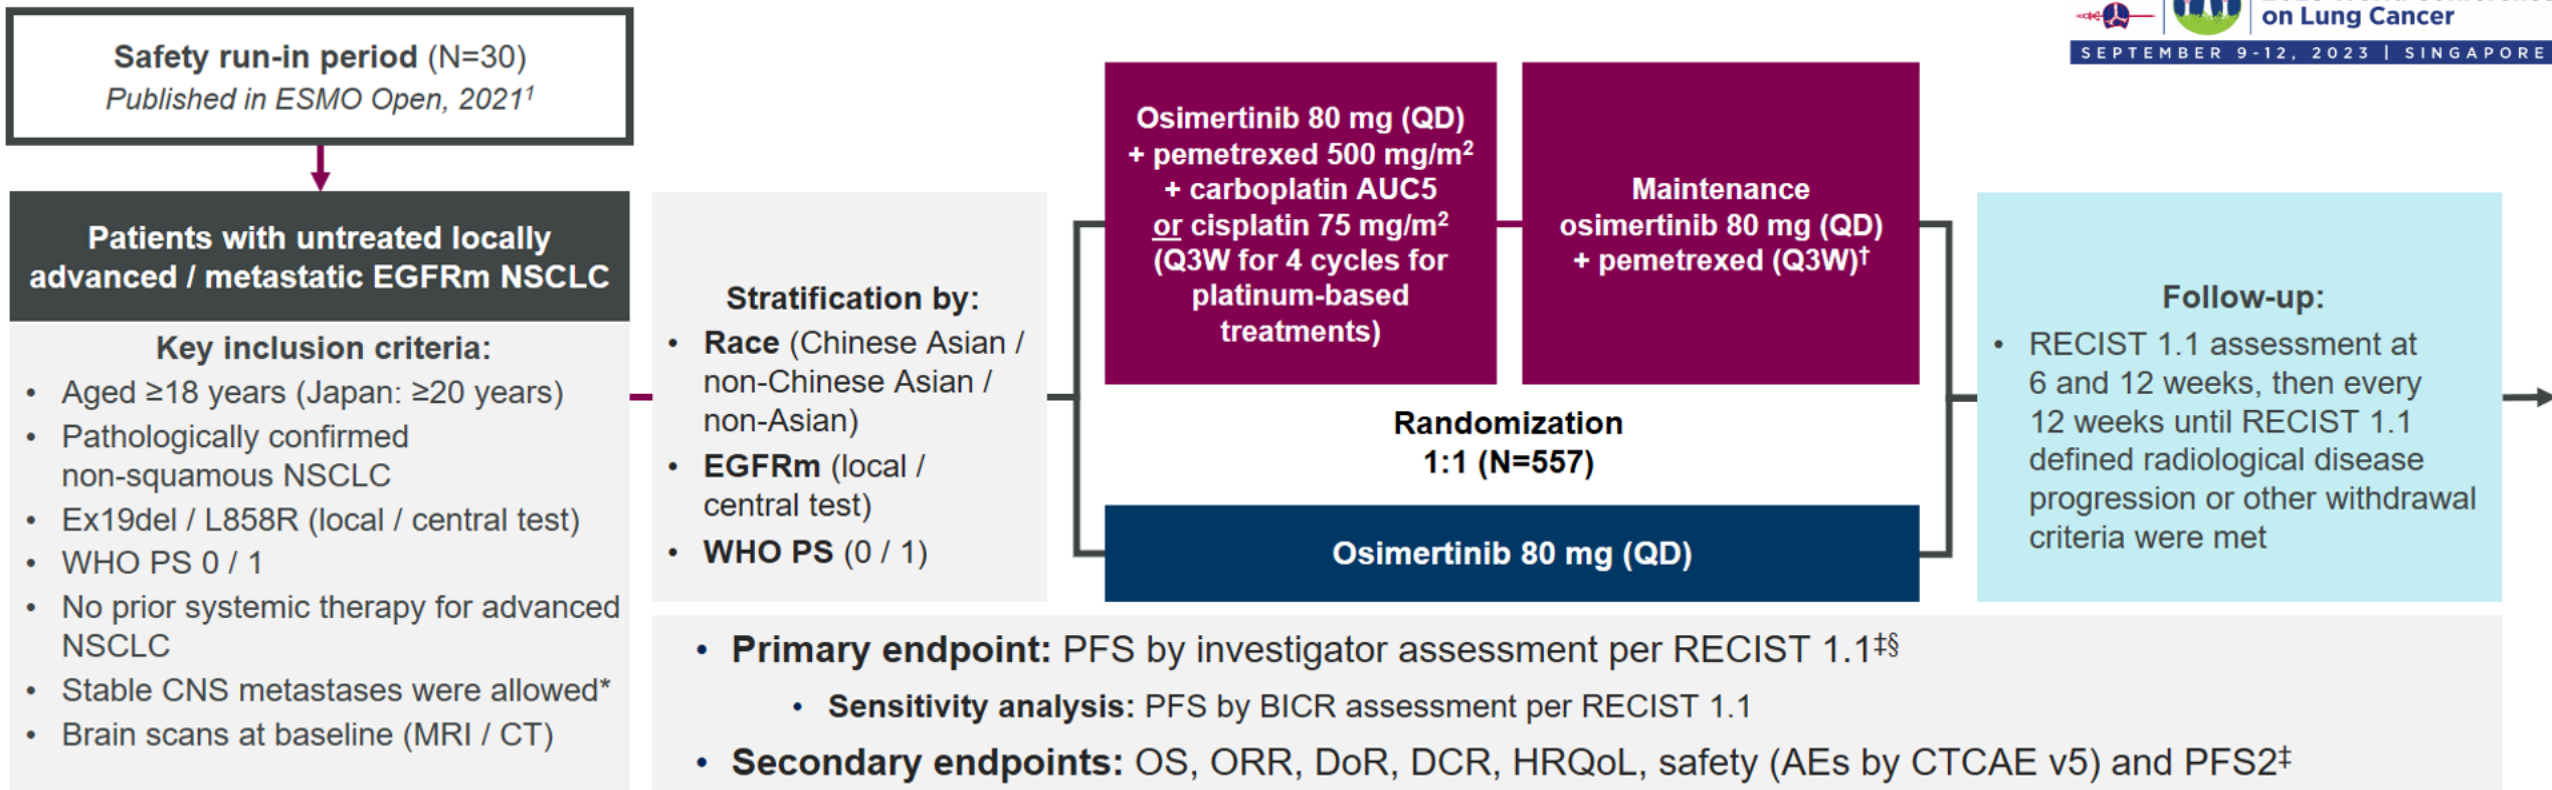 on Lung Cancer
SEPTEMBER 9-12, 2023 | SINGAPORE
Safety run-in period (N=30)
Published in ESMO Open, 2021¹
Patients with untreated locally
advanced / metastatic EGFRm NSCLC
Key inclusion criteria:
• Aged ≥18 years (Japan: ≥20 years)
• Pathologically confirmed
non-squamous NSCLC
• Ex19del / L858R (local / central test)
• WHO PS 0 / 1
• No prior systemic therapy for advanced
NSCLC
• Stable CNS metastases were allowed*
• Brain scans at baseline (MRI / CT)
Stratification by:
• Race (Chinese Asian /
non-Chinese Asian /
non-Asian)
• EGFRm (local /
central test)
• WHO PS (0 / 1)
Osimertinib 80 mg (QD)
+ pemetrexed 500 mg/m²
+ carboplatin AUC5
or cisplatin 75 mg/m²
(Q3W for 4 cycles for
platinum-based
treatments)
Maintenance
osimertinib 80 mg (QD)
+ pemetrexed (Q3W)†
Randomization
1:1 (N=557)
Osimertinib 80 mg (QD)
Follow-up:
• RECIST 1.1 assessment at
6 and 12 weeks, then every
12 weeks until RECIST 1.1
defined radiological disease
progression or other withdrawal
criteria were met
• Primary endpoint: PFS by investigator assessment per RECIST 1.1‡§
• Sensitivity analysis: PFS by BICR assessment per RECIST 1.1
• Secondary endpoints: OS, ORR, DoR, DCR, HRQoL, safety (AEs by CTCAE v5) and PFS2‡